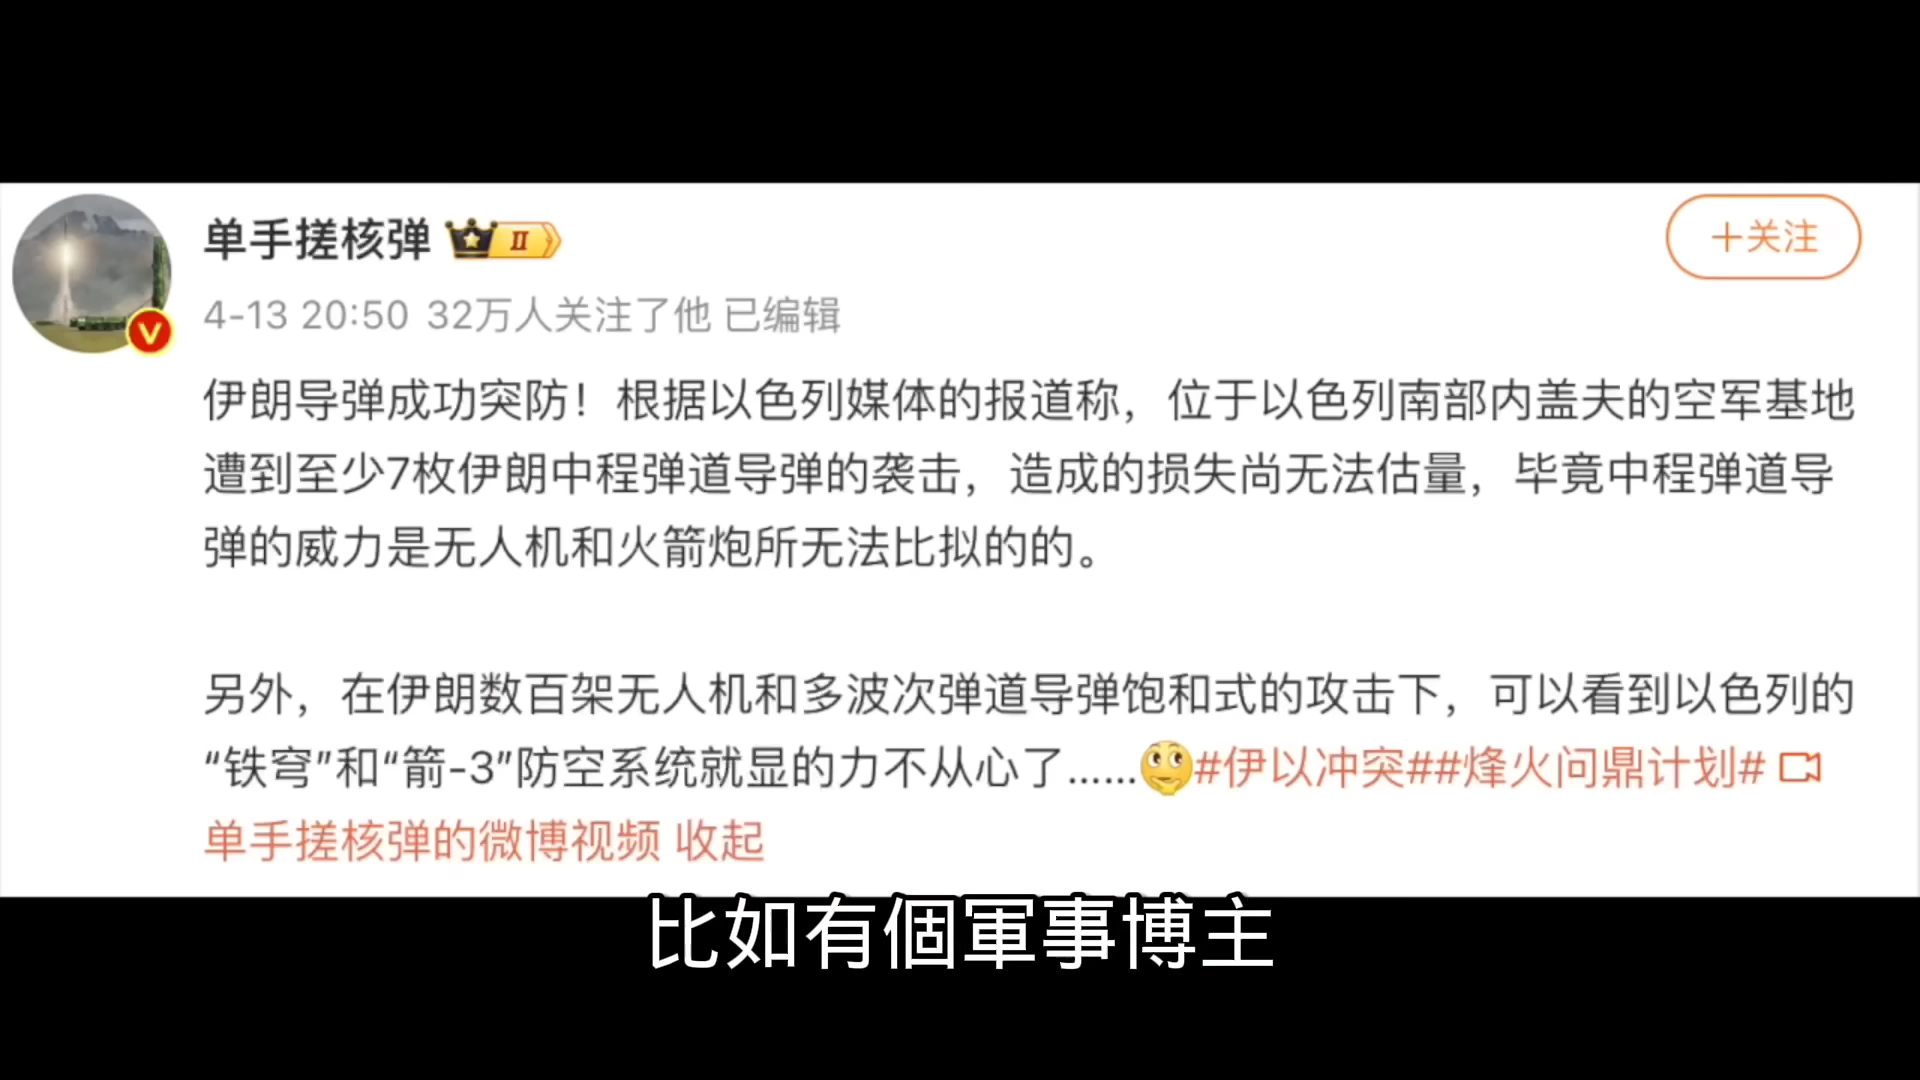 单手搓核弹 II
+关注
4-13 20:50 32万人关注了他 已编辑
伊朗导弹成功突防！根据以色列媒体的报道称，位于以色列南部内盖夫的空军基地
遭到至少7枚伊朗中程弹道导弹的袭击，造成的损失尚无法估量，毕竟中程弹道导
弹的威力是无人机和火箭炮所无法比拟的的。
另外，在伊朗数百架无人机和多波次弹道导弹饱和式的攻击下，可以看到以色列的
“铁穹”和“箭-3”防空系统就显的力不从心了......#伊以冲突##烽火问鼎计划#
单手搓核弹的微博视频 收起
比如有個軍事博主